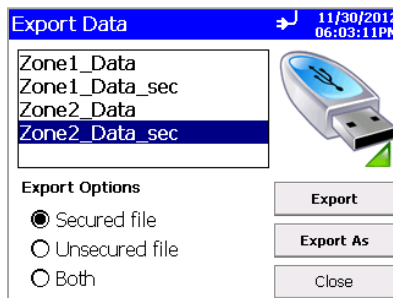 Export Data
11/30/2012
06:03:11PM
Zone1_Data
Zone1_Data_sec
Zone2_Data
Zone2_Data_sec
Export Options
Secured file
Unsecured file
Both
Export
Export As
Close